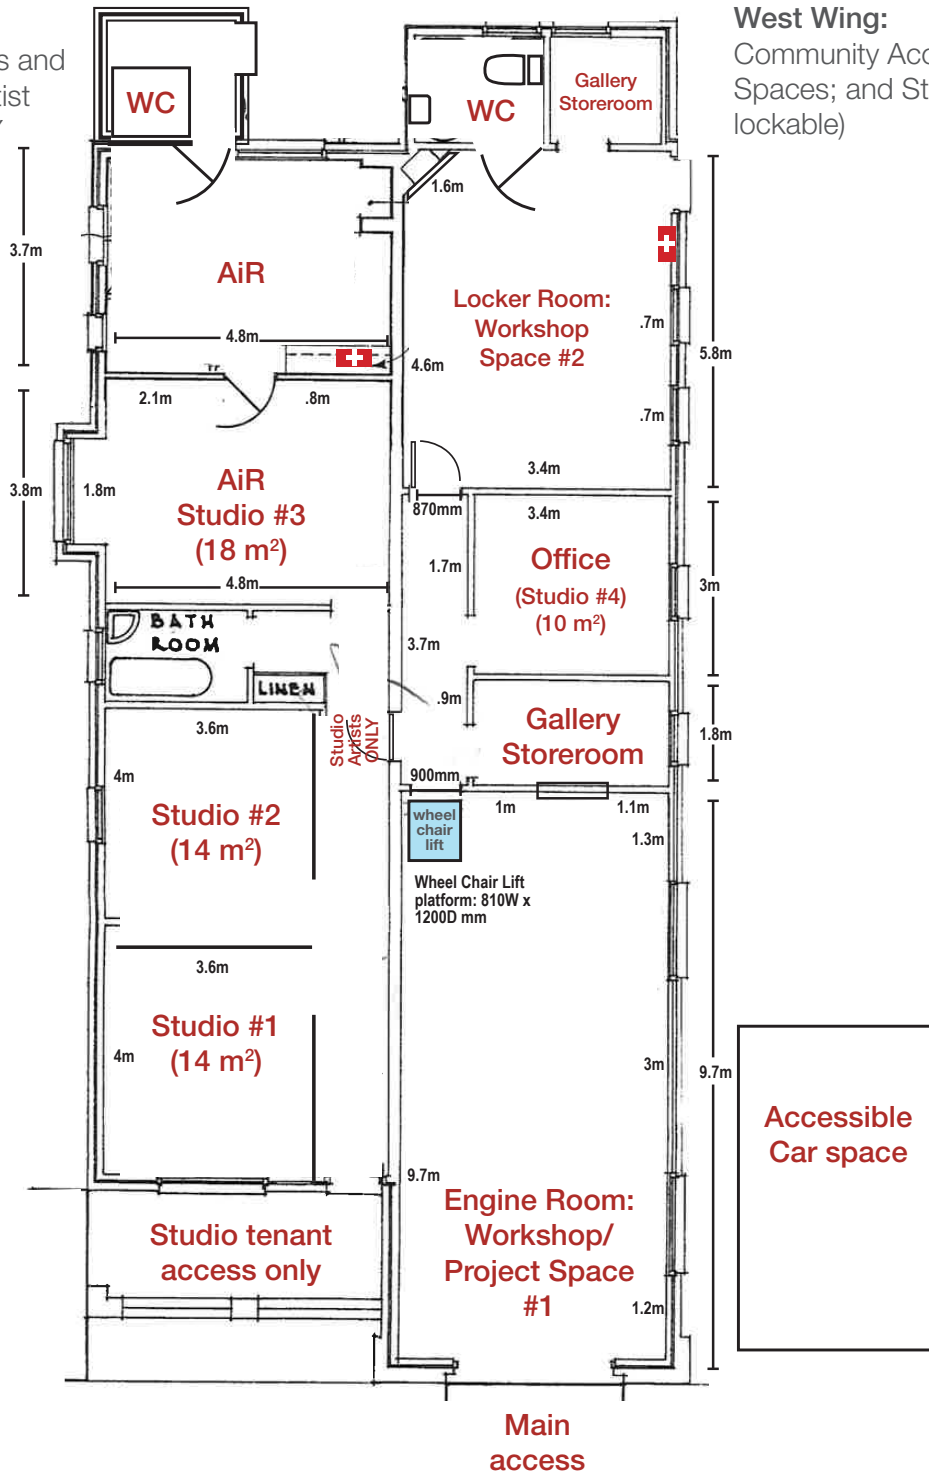 s and
tist
West Wing:
Community Acc
Spaces; and St
lockable)
WC
WC
Gallery
Storeroom
1.6m
3.7m
AiR
4.8m
Locker Room:
Workshop
Space #2
.7m
4.6m
5.8m
.7m
2.1m
.8m
3.8m
1.8m
AiR
Studio #3
(18 m²)
4.8m
3.4m
870mm
3.4m
1.7m
Office
(Studio #4)
(10 m²)
3m
BATH
ROOM
3.7m
LINEN
.9m
Gallery
Storeroom
1.8m
Studio
Artists
ONLY
3.6m
4m
Studio #2
(14 m²)
900mm
1m
1.1m
1.3m
wheel
chair
lift
Wheel Chair Lift
platform: 810W x
1200D mm
3.6m
Studio #1
(14 m²)
4m
3m
9.7m
Accessible
Car space
9.7m
Engine Room:
Workshop/
Project Space
#1
1.2m
Studio tenant
access only
Main
access